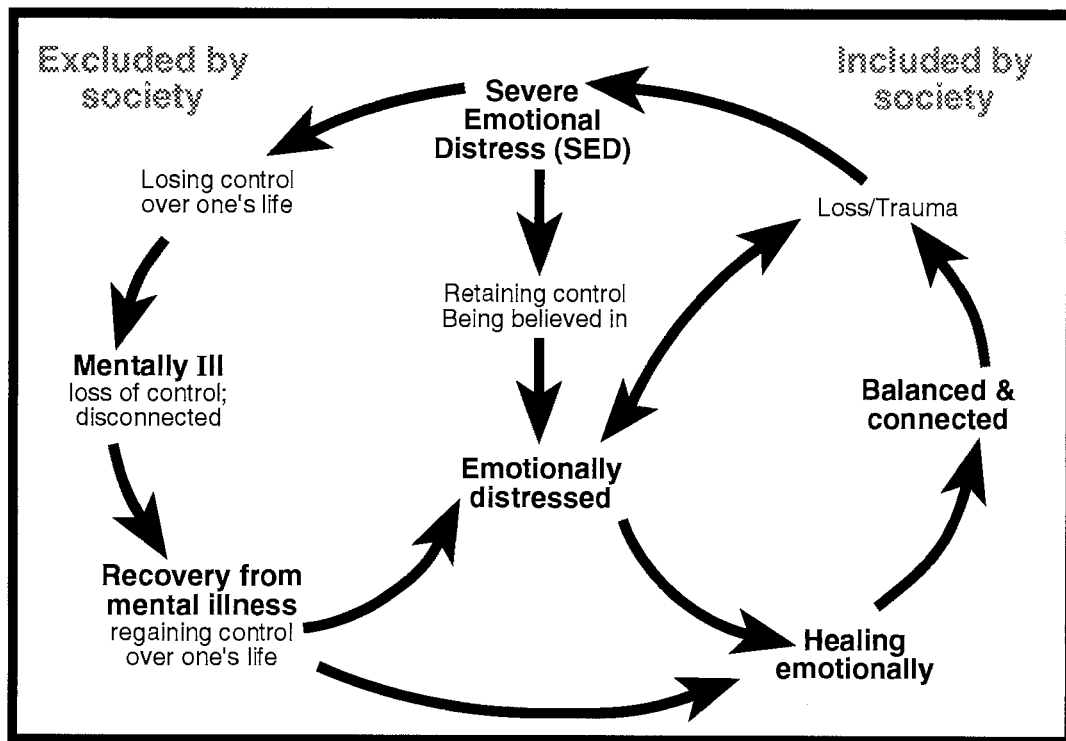 Excluded by
society
Included by
society
Severe
Emotional
Distress (SED)
Losing control
over one's life
Loss/Trauma
Retaining control
Being believed in
Mentally Ill
loss of control;
disconnected
Balanced &
connected
Emotionally
distressed
Recovery from
mental illness
regaining control
over one's life
Healing
emotionally